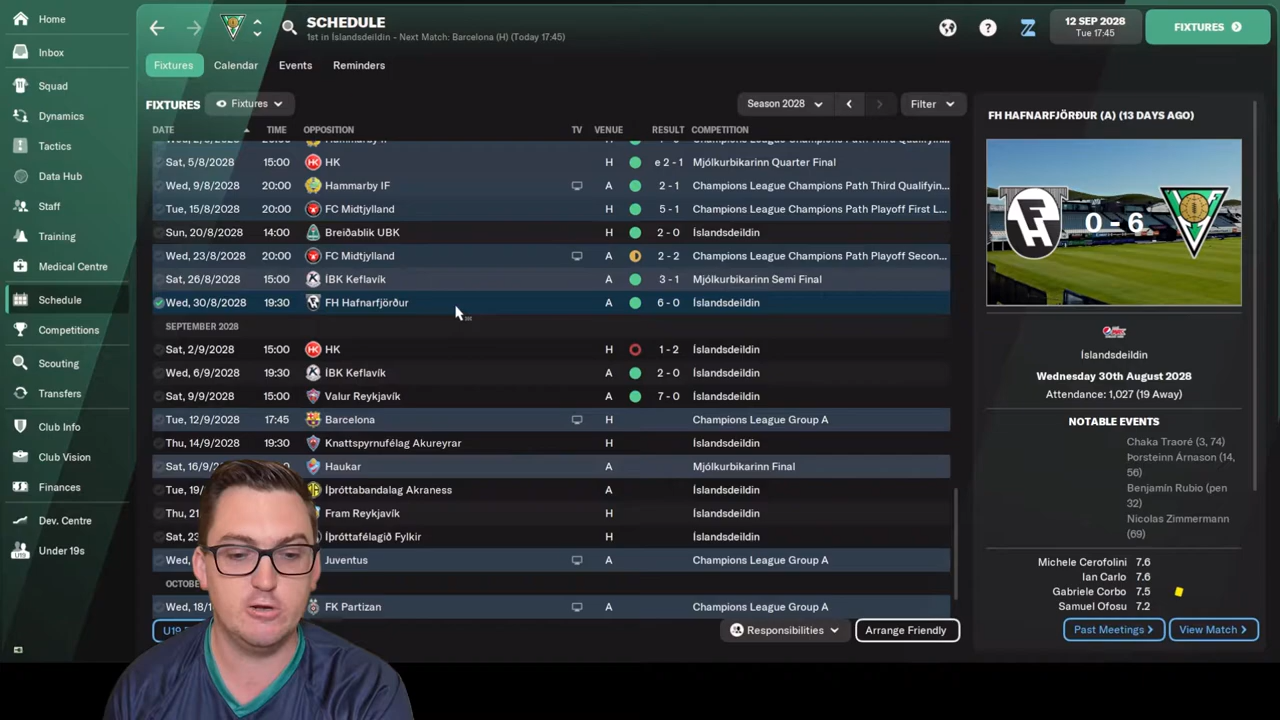 Home
Inbox
Squad
Dynamics
Tactics
Data Hub
Staff
Training
Medical Centre
Schedule
Competitions
Scouting
Transfers
Club Info
Club Vision
Finances
Dev. Centre
Under 19s
SCHEDULE
1st in Íslandsdeildin - Next Match: Barcelona (H) (Today 17:45)
12 SEP 2028
Tue 17:45
FIXTURES
Fixtures Calendar Events Reminders
FIXTURES Fixtures Season 2028 Filter
DATE TIME OPPOSITION TV VENUE RESULT COMPETITION
Sat, 5/8/2028 15:00 HK H e 2 - 1 Mjólkurbikarinn Quarter Final
Wed, 9/8/2028 20:00 Hammarby IF A 2 - 1 Champions League Champions Path Third Qualifyin...
Tue, 15/8/2028 20:00 FC Midtjylland H 5 - 1 Champions League Champions Path Playoff First L...
Sun, 20/8/2028 14:00 Breiðablik UBK H 2 - 0 Íslandsdeildin
Wed, 23/8/2028 20:00 FC Midtjylland A 2 - 2 Champions League Champions Path Playoff Secon...
Sat, 26/8/2028 15:00 ÍBK Keflavík A 3 - 1 Mjólkurbikarinn Semi Final
Wed, 30/8/2028 19:30 FH Hafnarfjörður A 6 - 0 Íslandsdeildin
SEPTEMBER 2028
Sat, 2/9/2028 15:00 HK H 1 - 2 Íslandsdeildin
Wed, 6/9/2028 19:30 ÍBK Keflavík A 2 - 0 Íslandsdeildin
Sat, 9/9/2028 15:00 Valur Reykjavík A 7 - 0 Íslandsdeildin
Tue, 12/9/2028 17:45 Barcelona H Champions League Group A
Thu, 14/9/2028 19:30 Knattspyrnufélag Akureyrar H Íslandsdeildin
Sat, 16/9/ Haukar A Mjólkurbikarinn Final
Tue, 19/ Íþróttabandalag Akraness A Íslandsdeildin
Thu, 21/ Fram Reykjavík H Íslandsdeildin
Sat, 23 Íþróttafélagið Fylkir H Íslandsdeildin
Wed, Juventus A Champions League Group A
OCTO
Wed, 18/1 FK Partizan A Champions League Group A
U19 Responsibilities Arrange Friendly
FH HAFNARFJÖRÐUR (A) (13 DAYS AGO)
0 - 6
Íslandsdeildin
Wednesday 30th August 2028
Attendance: 1,027 (19 Away)
NOTABLE EVENTS
Chaka Traoré (3, 74)
Þorsteinn Árnason (14,
56)
Benjamín Rubio (pen
32)
Nicolas Zimmermann
(69)
Michele Cerofolini 7.6
Ian Carlo 7.6
Gabriele Corbo 7.5
Samuel Ofosu 7.2
Past Meetings View Match